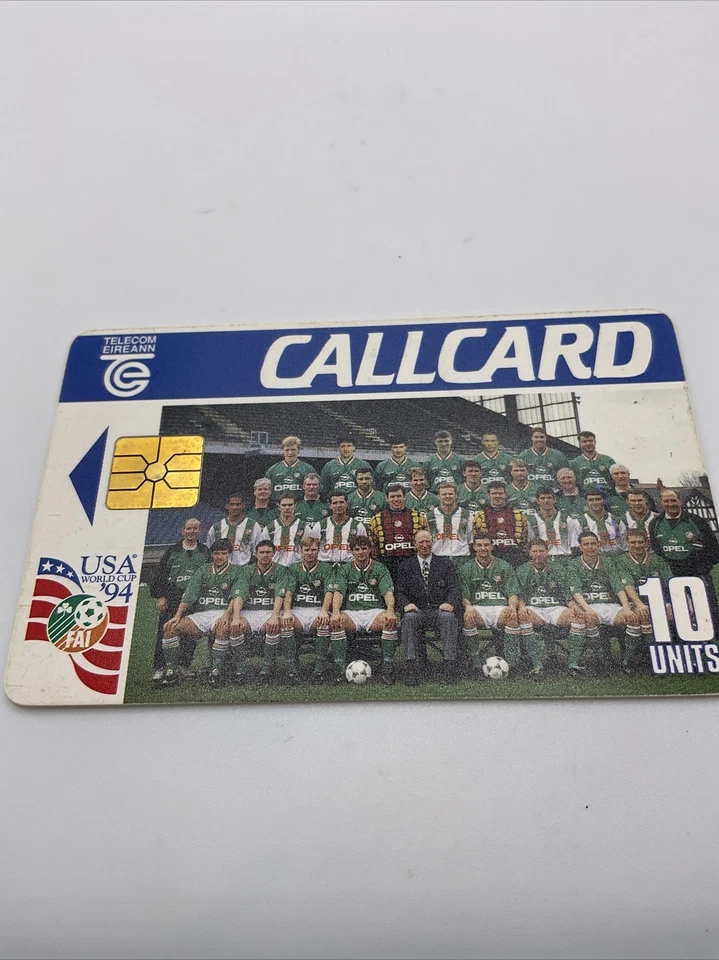 TELECOM
EIREANN
CALLCARD
USA
WORLD CUP
'94
FAI
OPEL
10
UNITS